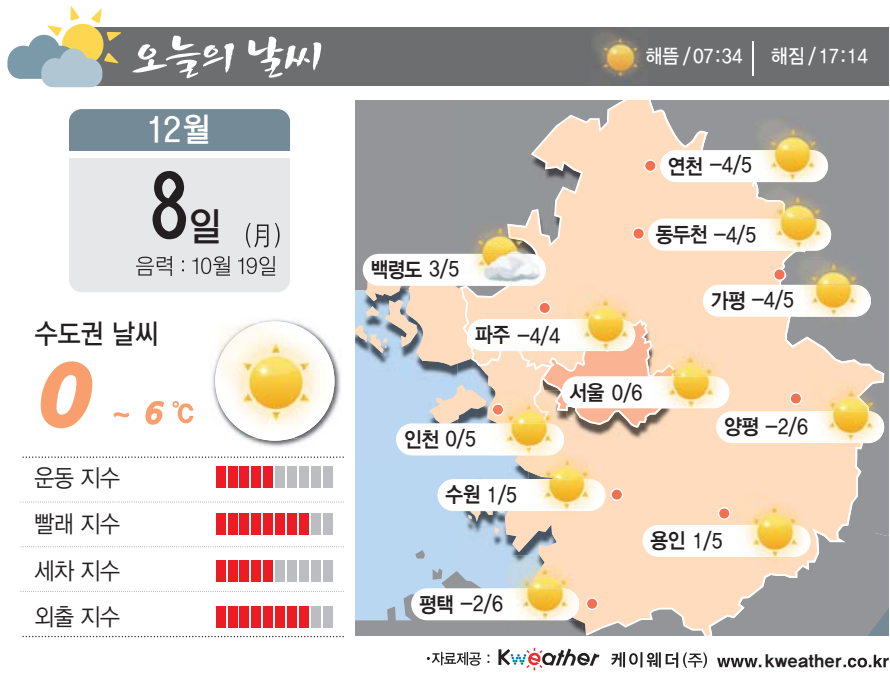 오늘의 날씨
해뜸 / 07:34
해짐 / 17:14
12월
8일 (月)
음력 : 10월 19일
수도권 날씨
0 ~ 6 ℃
운동 지수
빨래 지수
세차 지수
외출 지수
연천 -4/5
동두천 -4/5
백령도 3/5
가평 -4/5
파주 -4/4
서울 0/6
인천 0/5
양평 -2/6
수원 1/5
용인 1/5
평택 -2/6
·자료제공 : Kweather 케이웨더(주) www.kweather.co.kr